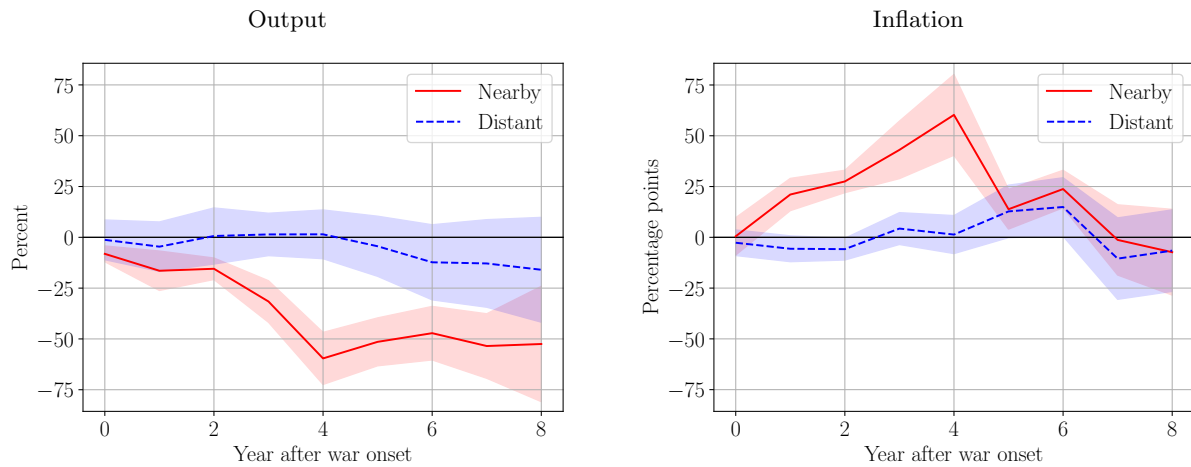 Output
75
50
25
0
−25
−50
−75
Percent
0 2 4 6 8
Year after war onset
Nearby
Distant
Inflation
75
50
25
0
−25
−50
−75
Percentage points
0 2 4 6 8
Year after war onset
Nearby
Distant